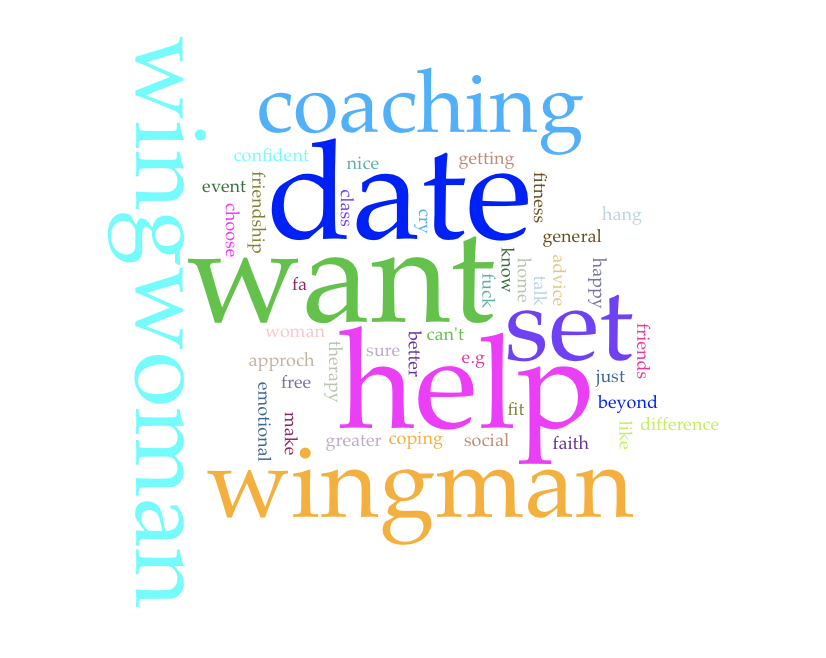 wingwoman
coaching
confident
nice
getting
date
event
friendship
class
cry
fitness
choose
hang
general
want
fa
fuck
know
home
talk
advice
happy
set
woman
therapy
sure
better
can't
e.g
friends
approch
free
help
just
beyond
emotional
make
fit
like
difference
greater
coping
social
faith
wingman